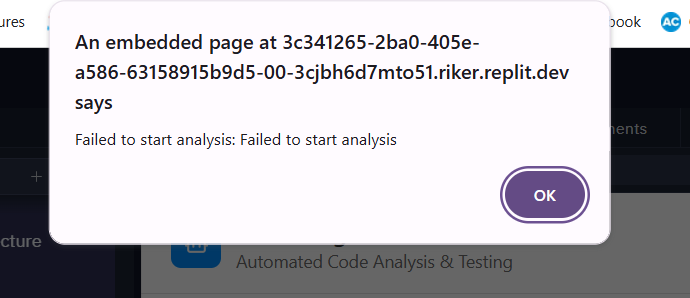 ures
book
An embedded page at 3c341265-2ba0-405e-
a586-63158915b9d5-00-3cjbh6d7mto51.riker.replit.dev
says
Failed to start analysis: Failed to start analysis
OK
ments
+
cture
Automated Code Analysis & Testing
AC